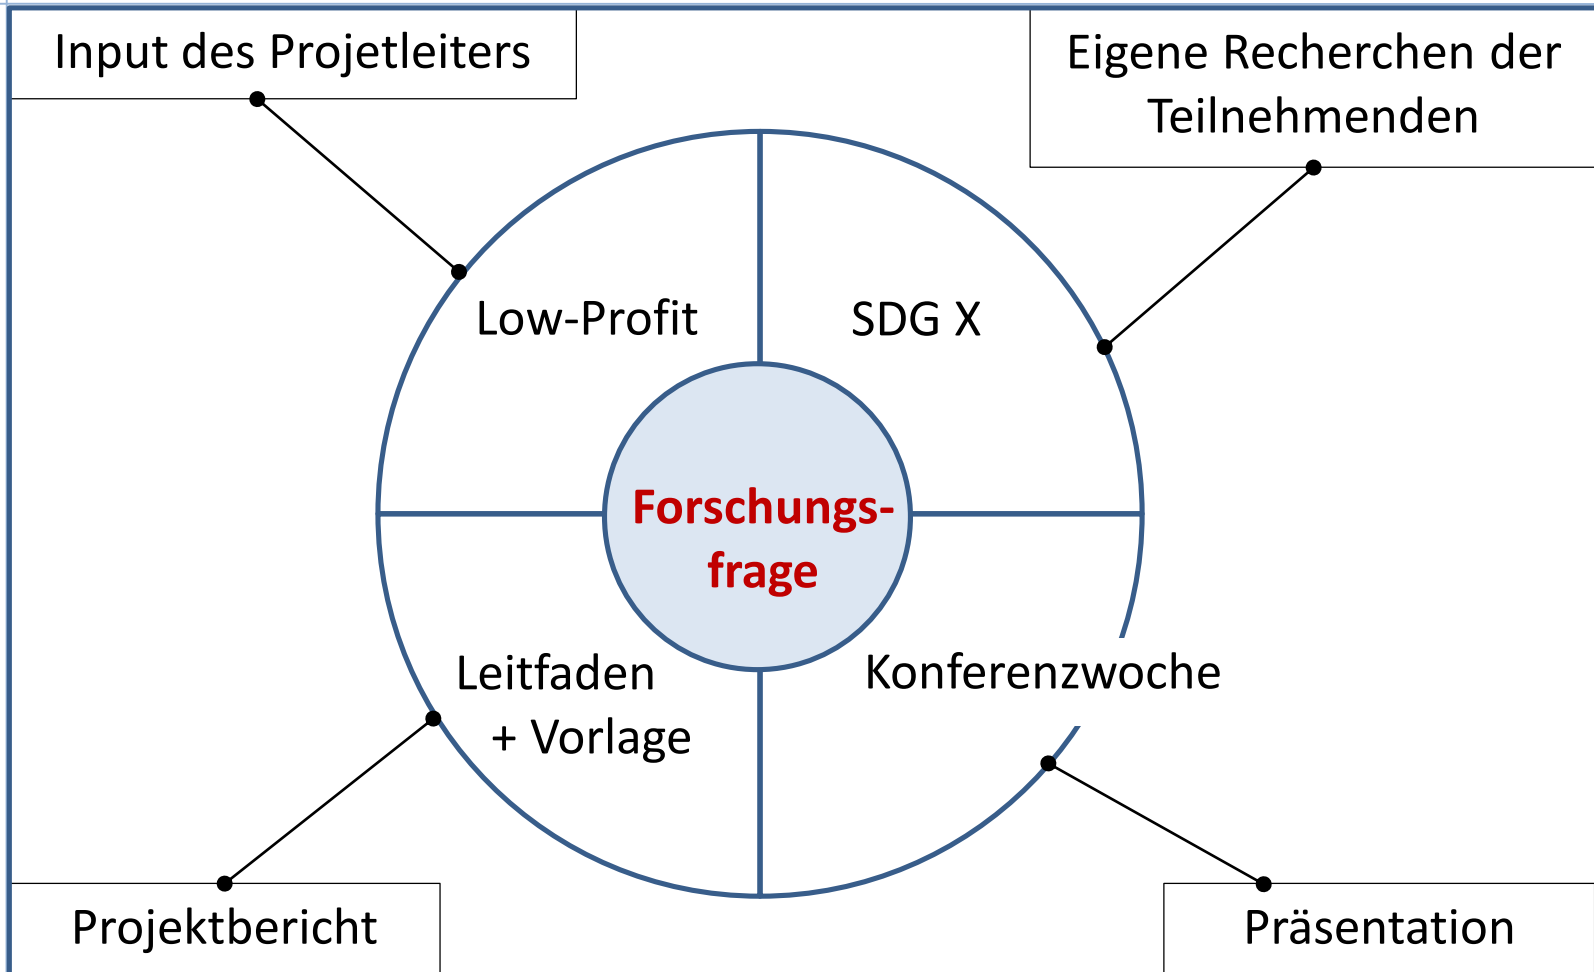 Input des Projetleiters
Eigene Recherchen der
Teilnehmenden
Low-Profit
SDG X
Forschungs-
frage
Leitfaden
+ Vorlage
Konferenzwoche
Projektbericht
Präsentation